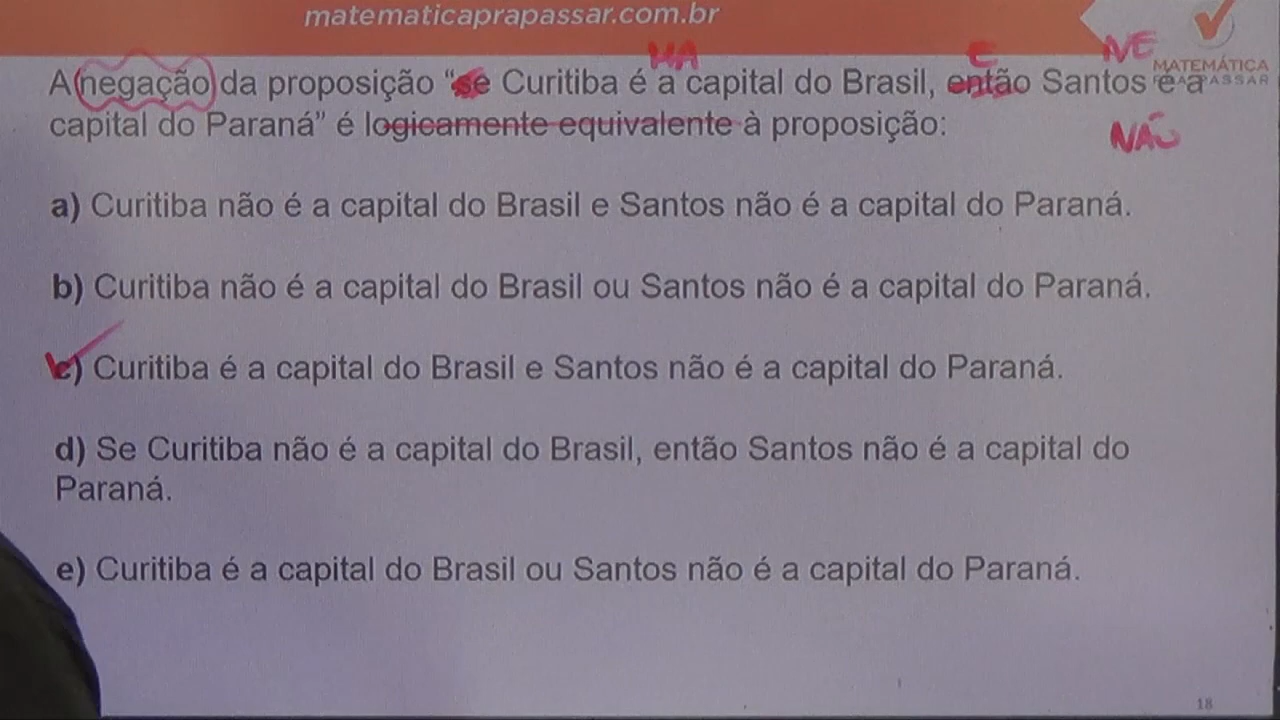 matematicaprapassar.com.br
MA E NE
MATEMÁTICA
PRA PASSAR
A negação da proposição “se Curitiba é a capital do Brasil, então Santos é a
capital do Paraná” é logicamente equivalente à proposição:
NÃO
a) Curitiba não é a capital do Brasil e Santos não é a capital do Paraná.
b) Curitiba não é a capital do Brasil ou Santos não é a capital do Paraná.
c) Curitiba é a capital do Brasil e Santos não é a capital do Paraná.
d) Se Curitiba não é a capital do Brasil, então Santos não é a capital do
Paraná.
e) Curitiba é a capital do Brasil ou Santos não é a capital do Paraná.
18